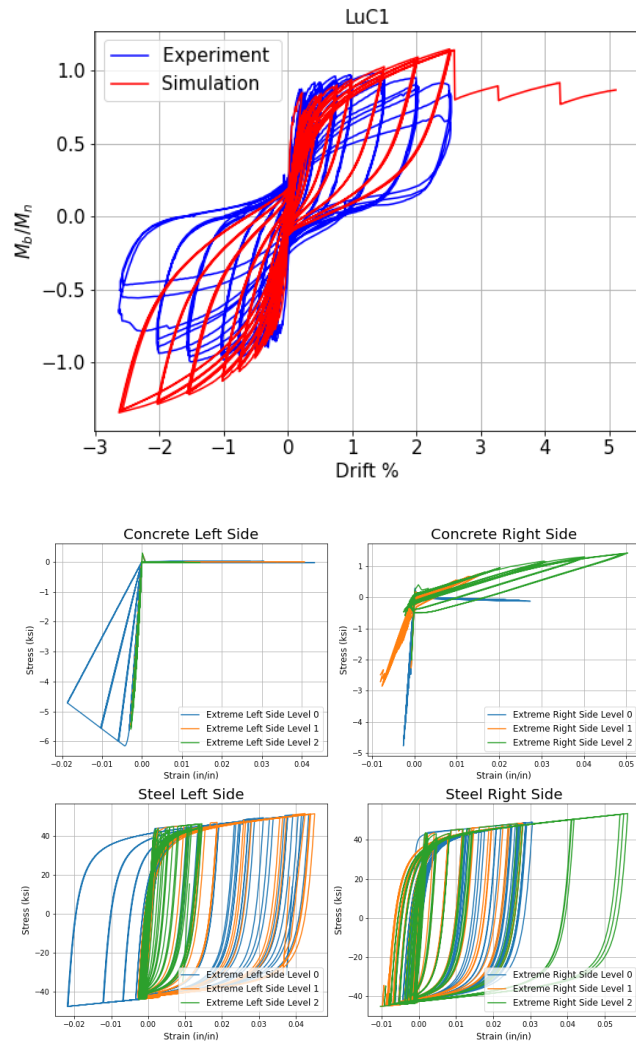 LuC1
Experiment
Simulation
1.0
0.5
0.0
−0.5
−1.0
M_b/M_n
−3 −2 −1 0 1 2 3 4 5
Drift %
Concrete Left Side
0
−1
−2
−3
−4
−5
−6
Stress (ksi)
Extreme Left Side Level 0
Extreme Left Side Level 1
Extreme Left Side Level 2
−0.02 −0.01 0.00 0.01 0.02 0.03 0.04
Strain (in/in)
Concrete Right Side
1
0
−1
−2
−3
−4
−5
Stress (ksi)
Extreme Right Side Level 0
Extreme Right Side Level 1
Extreme Right Side Level 2
−0.01 0.00 0.01 0.02 0.03 0.04 0.05
Strain (in/in)
Steel Left Side
40
20
0
−20
−40
Stress (ksi)
Extreme Left Side Level 0
Extreme Left Side Level 1
Extreme Left Side Level 2
−0.02 −0.01 0.00 0.01 0.02 0.03 0.04
Strain (in/in)
Steel Right Side
40
20
0
−20
−40
Stress (ksi)
Extreme Right Side Level 0
Extreme Right Side Level 1
Extreme Right Side Level 2
−0.01 0.00 0.01 0.02 0.03 0.04 0.05
Strain (in/in)